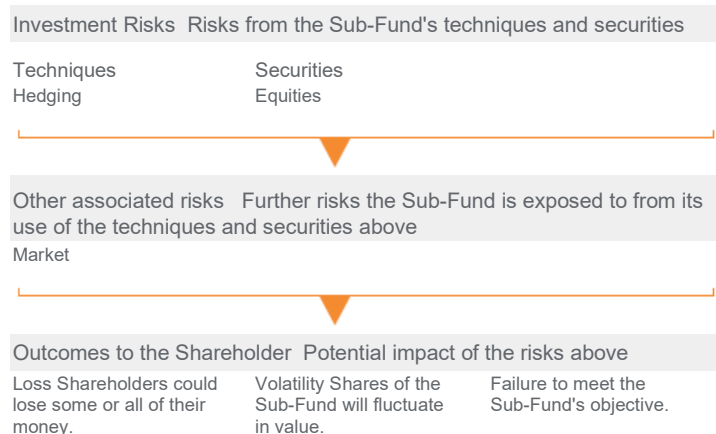 Investment Risks Risks from the Sub-Fund's techniques and securities
Techniques
Hedging
Securities
Equities
Other associated risks Further risks the Sub-Fund is exposed to from its
use of the techniques and securities above
Market
Outcomes to the Shareholder Potential impact of the risks above
Loss Shareholders could
lose some or all of their
money.
Volatility Shares of the
Sub-Fund will fluctuate
in value.
Failure to meet the
Sub-Fund's objective.